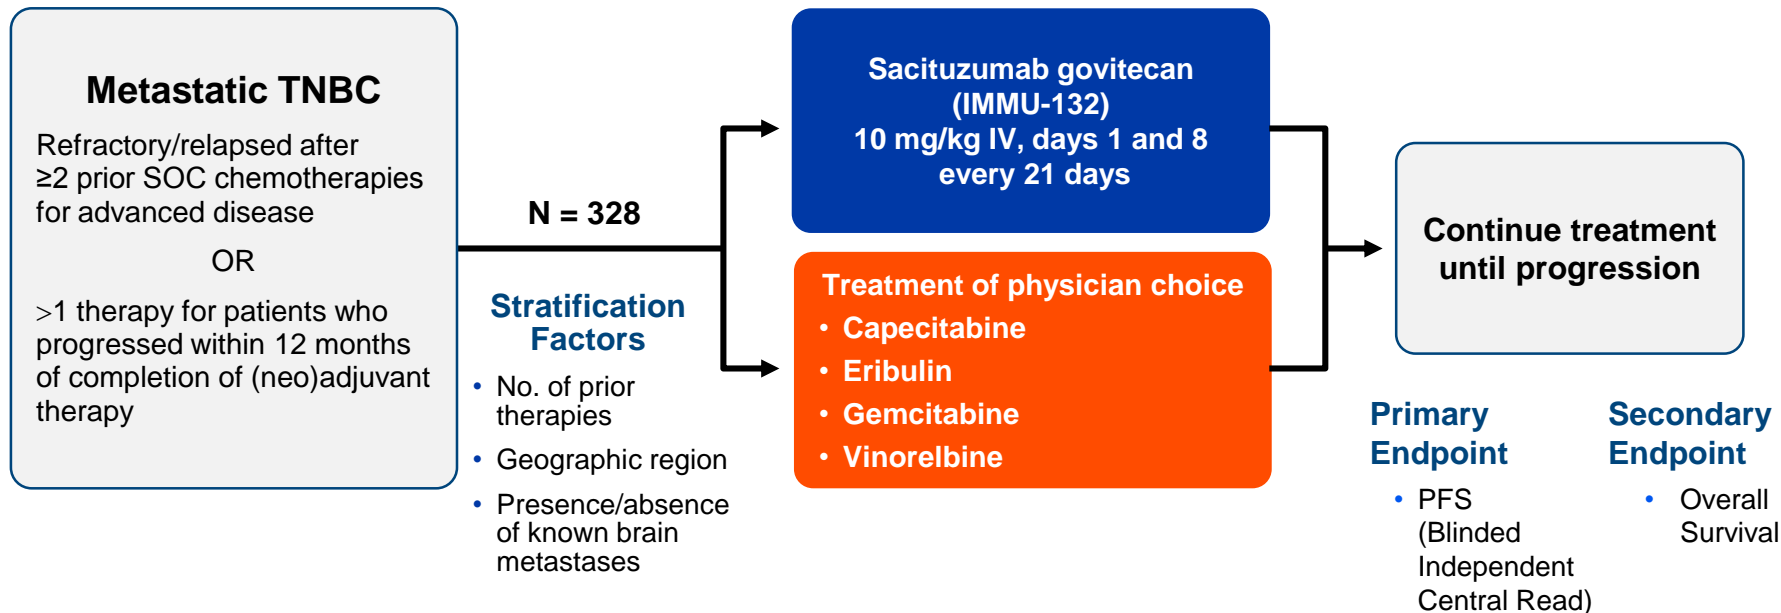 Metastatic TNBC
Refractory/relapsed after
≥2 prior SOC chemotherapies
for advanced disease
OR
>1 therapy for patients who
progressed within 12 months
of completion of (neo)adjuvant
therapy
N = 328
Stratification
Factors
• No. of prior
therapies
• Geographic region
• Presence/absence
of known brain
metastases
Sacituzumab govitecan
(IMMU-132)
10 mg/kg IV, days 1 and 8
every 21 days
Treatment of physician choice
• Capecitabine
• Eribulin
• Gemcitabine
• Vinorelbine
Continue treatment
until progression
Primary
Endpoint
• PFS
(Blinded
Independent
Central Read)
Secondary
Endpoint
• Overall
Survival